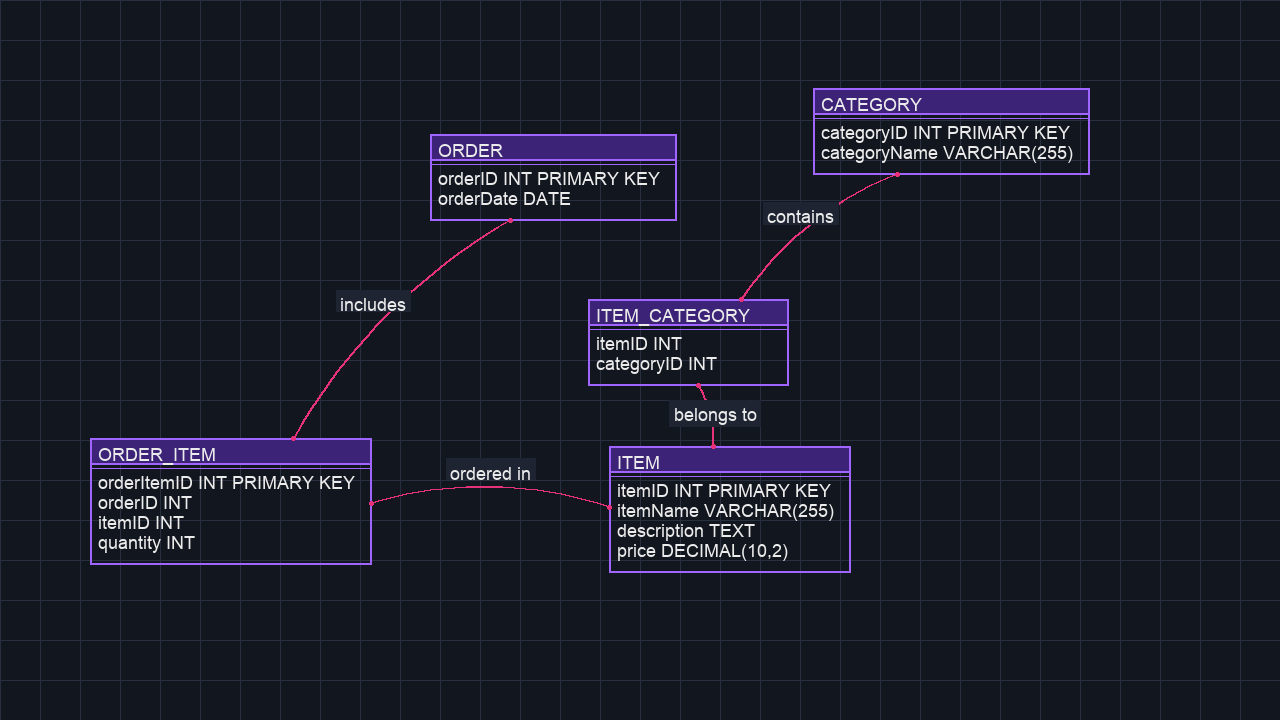 CATEGORY
categoryID INT PRIMARY KEY
categoryName VARCHAR(255)
ORDER
orderID INT PRIMARY KEY
orderDate DATE
contains
includes
ITEM_CATEGORY
itemID INT
categoryID INT
belongs to
ORDER_ITEM
orderItemID INT PRIMARY KEY
orderID INT
itemID INT
quantity INT
ordered in
ITEM
itemID INT PRIMARY KEY
itemName VARCHAR(255)
description TEXT
price DECIMAL(10,2)